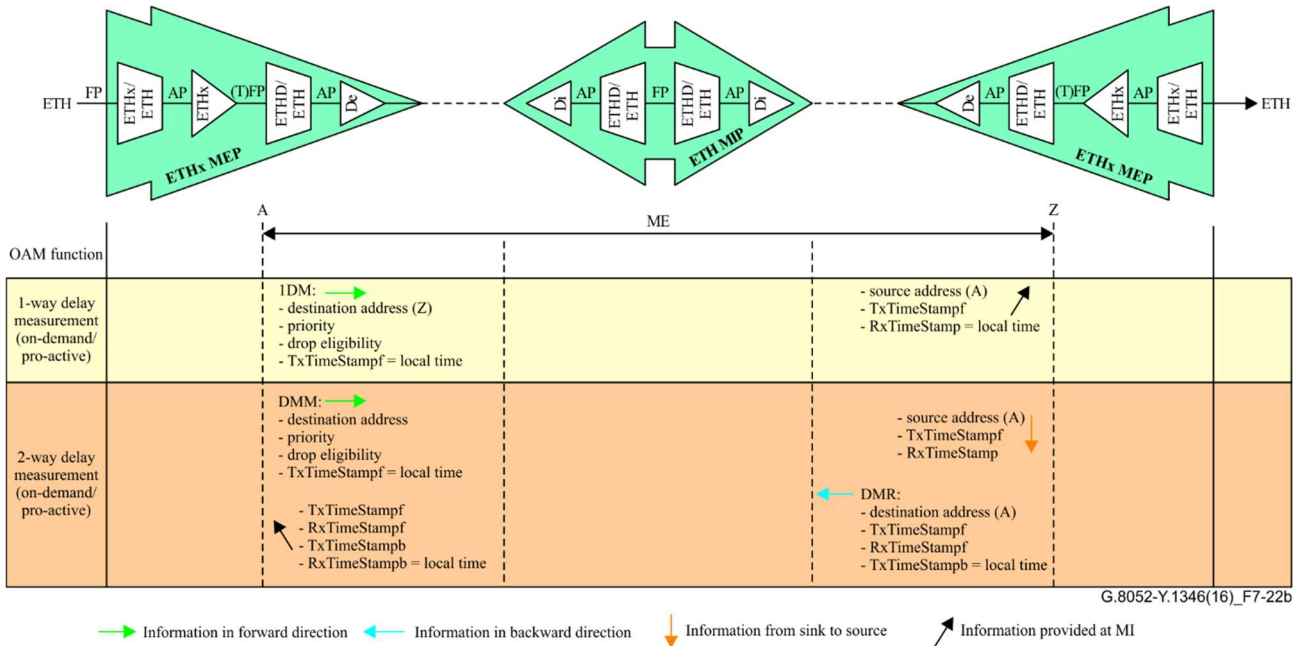 ETH
FP
ETHx/
ETH
AP
ETHx
(T)FP
ETHD/
ETH
AP
De
ETHx MEP
Di
AP
ETHD/
ETH
FP
ETHD/
ETH
AP
Di
ETH MIP
De
AP
ETHD/
ETH
(T)FP
ETHx
AP
ETHx/
ETH
ETH
ETHx MEP
A
ME
Z
OAM function
1-way delay
measurement
(on-demand/
pro-active)
1DM:
- destination address (Z)
- priority
- drop eligibility
- TxTimeStampf = local time
- source address (A)
- TxTimeStampf
- RxTimeStamp = local time
2-way delay
measurement
(on-demand/
pro-active)
DMM:
- destination address
- priority
- drop eligibility
- TxTimeStampf = local time
- TxTimeStampf
- RxTimeStampf
- TxTimeStampb
- RxTimeStampb = local time
- source address (A)
- TxTimeStampf
- RxTimeStamp
DMR:
- destination address (A)
- TxTimeStampf
- RxTimeStampf
- TxTimeStampb = local time
G.8052-Y.1346(16)_F7-22b
Information in forward direction
Information in backward direction
Information from sink to source
Information provided at MI